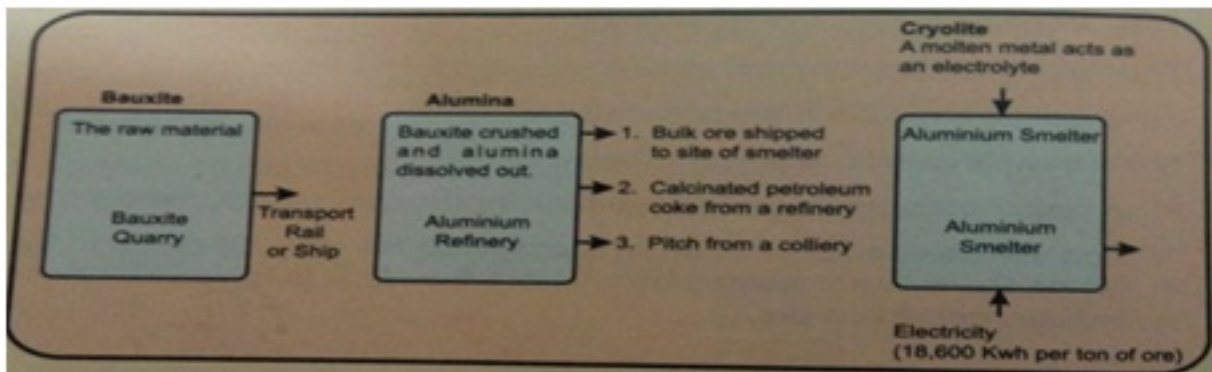 Bauxite
The raw material
Bauxite
Quarry
Transport
Rail
or Ship
Alumina
Bauxite crushed
and alumina
dissolved out.
Aluminium
Refinery
1. Bulk ore shipped
to site of smelter
2. Calcinated petroleum
coke from a refinery
3. Pitch from a colliery
Cryolite
A molten metal acts as
an electrolyte
Aluminium Smelter
Aluminium
Smelter
Electricity
(18,600 Kwh per ton of ore)